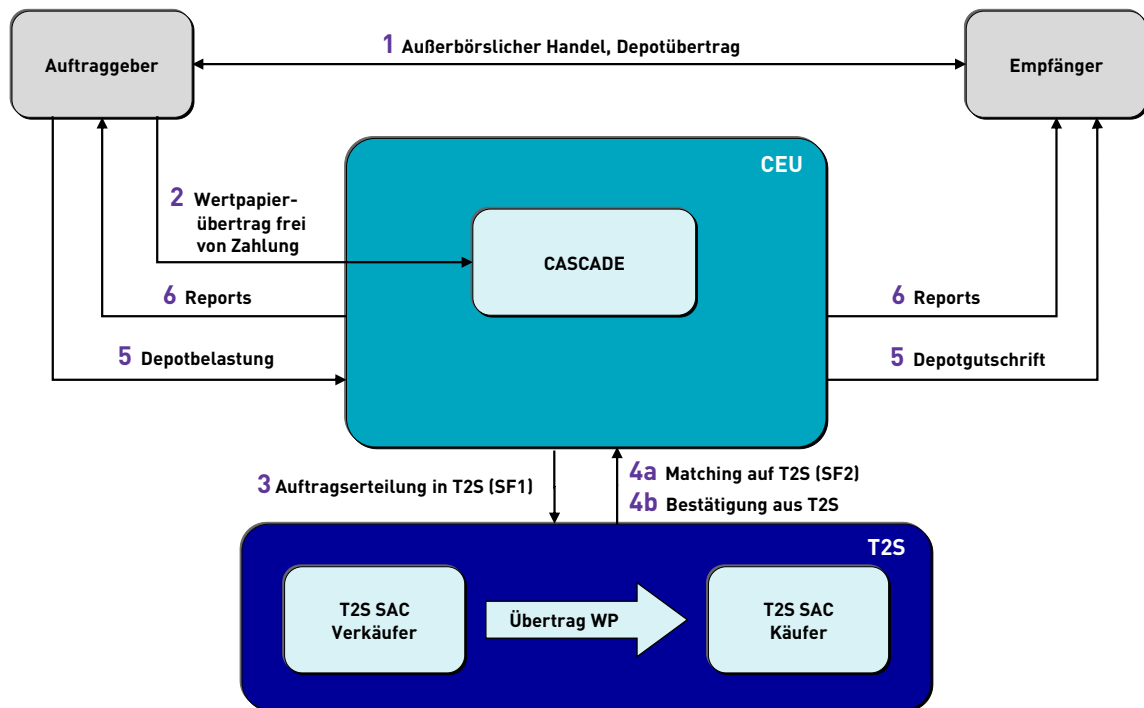 1 Außerbörslicher Handel, Depotübertrag
Auftraggeber
Empfänger
CEU
2 Wertpapier-
übertrag frei
von Zahlung
CASCADE
6 Reports
6 Reports
5 Depotbelastung
5 Depotgutschrift
3 Auftragserteilung in T2S (SF1)
4a Matching auf T2S (SF2)
4b Bestätigung aus T2S
T2S
T2S SAC
Verkäufer
Übertrag WP
T2S SAC
Käufer